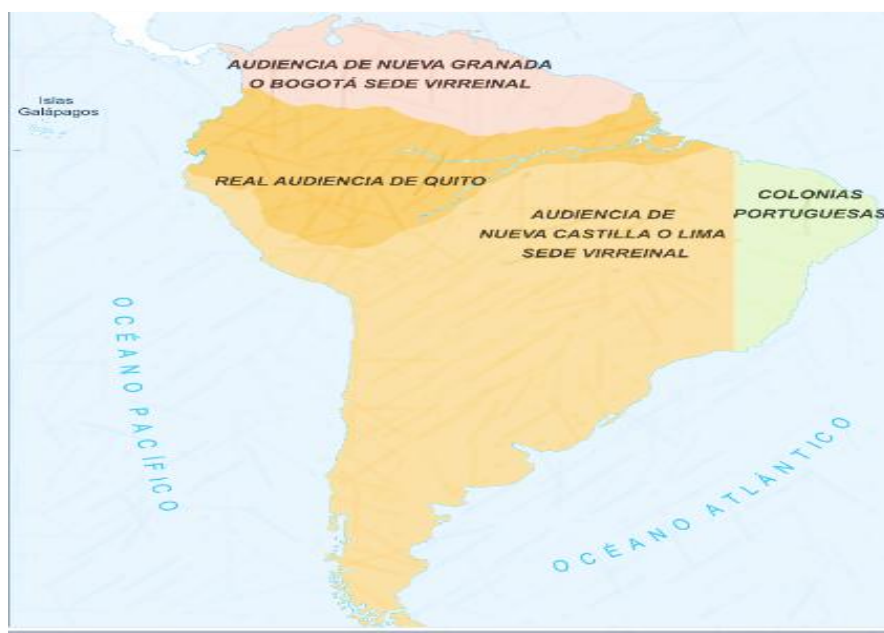 AUDIENCIA DE NUEVA GRANADA
O BOGOTÁ SEDE VIRREINAL
Islas
Galápagos
REAL AUDIENCIA DE QUITO
COLONIAS
PORTUGUESAS
AUDIENCIA DE
NUEVA CASTILLA O LIMA
SEDE VIRREINAL
OCÉANO PACÍFICO
OCÉANO ATLÁNTICO